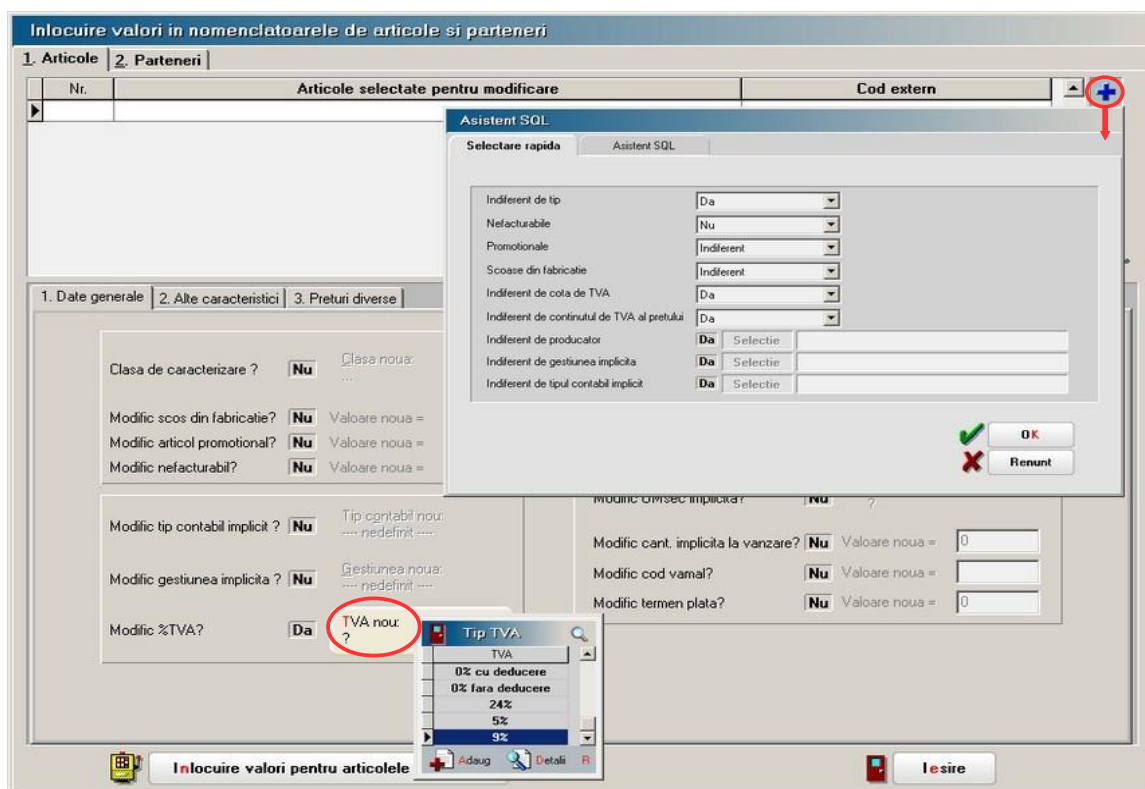 Inlocuire valori in nomenclatoarele de articole si parteneri
1. Articole 2. Parteneri
Nr. Articole selectate pentru modificare Cod extern
Asistent SQL
Selectare rapida Asistent SQL
Indiferent de tip Da
Nefacturabile Nu
Promotionale Indiferent
Scoase din fabricatie Indiferent
Indiferent de cota de TVA Da
Indiferent de continutul de TVA al pretului Da
Indiferent de producator Da Selectie
Indiferent de gestiunea implicita Da Selectie
Indiferent de tipul contabil implicit Da Selectie
OK
Renunt
1. Date generale 2. Alte caracteristici 3. Preturi diverse
Clasa de caracterizare ? Nu Clasa noua:
...
Modific scos din fabricatie? Nu Valoare noua =
Modific articol promotional? Nu Valoare noua =
Modific nefacturabil? Nu Valoare noua =
Modific UMsec implicita? Nu ?
Modific tip contabil implicit ? Nu Tip contabil nou:
---- nedefinit ----
Modific cant. implicita la vanzare? Nu Valoare noua = 0
Modific gestiunea implicita ? Nu Gestiunea noua:
---- nedefinit ----
Modific cod vamal? Nu Valoare noua =
Modific termen plata? Nu Valoare noua = 0
Modific %TVA? Da TVA nou:
?
Tip TVA
TVA
0% cu deducere
0% fara deducere
24%
5%
9%
Adaug Detalii R
Inlocuire valori pentru articolele
Iesire